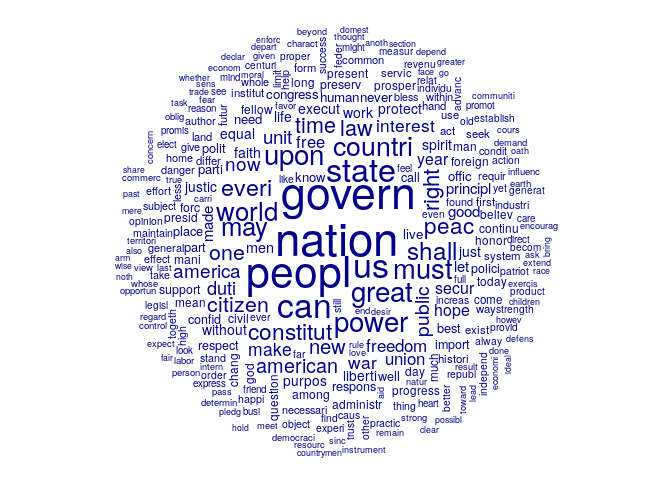 beyond domest
enforc thought
depart charact might anoth section
declar given proper success feder measur depend
econom centuri form common revenu greater
whether mind moral limit help present servic relat face go
sens whole long preserv prosper individu advanc
task trade see institut congress human never bless within communiti
fear favor hand promot
oblig reason futur fellow execut work protect use
author need life old establish
promis land equal free time law interest act seek cours
concern elect give polit unit spirit man demand
home differ faith upon countri year condit oath
danger parti now know state call foreign action
share commerc true justic like feel offic requir influenc
past effort less carri everi govern right principl yet earth generat
mere subject forc made world even good found first industri
opinion presid may believ care encourag
maintain place nation live peac continu
territori men honor direct
also general part one shall just becom
effect mani system ask bring
arm view last america peopl us must let polici extend
wise take patriot race
noth whose duti full secur today exercis
opportun support citizen can great increas come product children
legisl mean still end desir public hope way strength
regard confid civil ever power howev
control togeth without constitut best exist provid defens
expect high respect make new rule freedom import alway
fair look far love union much histori done
labor stand chang american war result
intern god liberti well day republ independ economi ideal
person order purpos natur
express happi respons progress better toward lead
pass friend question among aid
determin administr thing heart
pledg busi necessari caus strong possibl
hold meet object find trust other practic
experi remain clear
democraci sinc
resourc
countrymen instrument